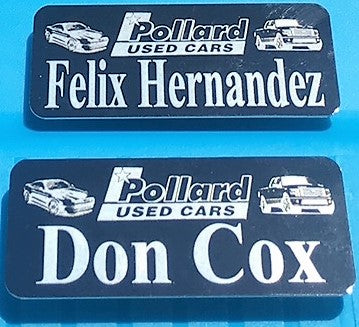 Pollard
USED CARS
Felix Hernandez
Pollard
USED CARS
Don Cox